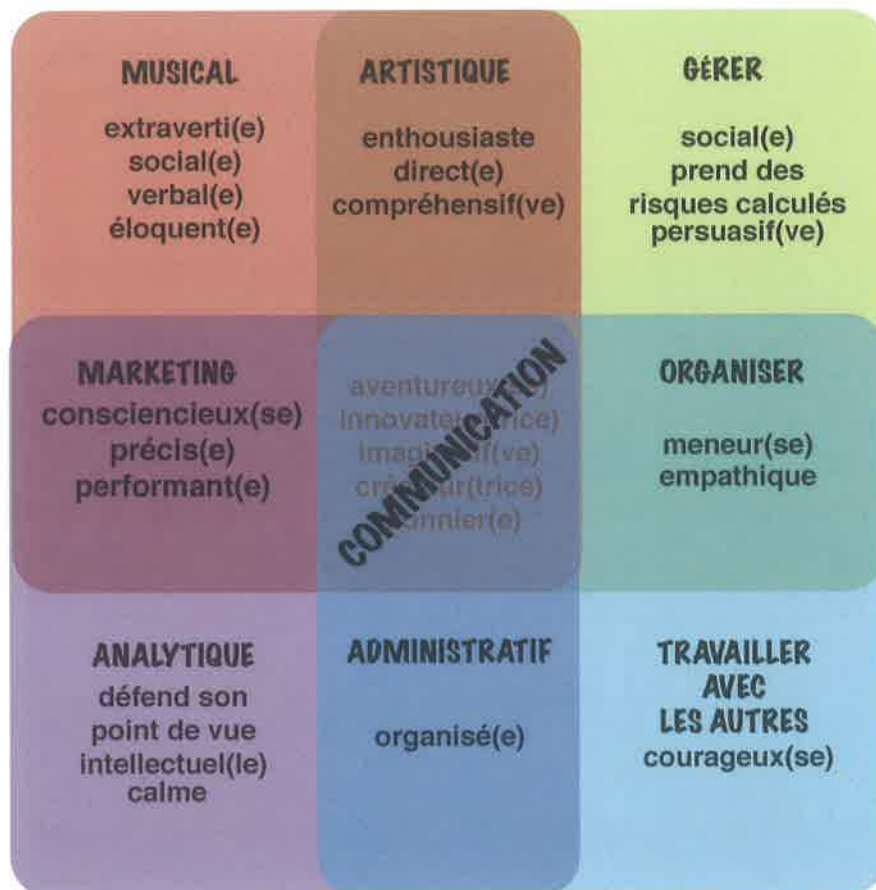 MUSICAL
extraverti(e)
social(e)
verbal(e)
éloquent(e)
ARTISTIQUE
enthousiaste
direct(e)
compréhensif(ve)
GÉRER
social(e)
prend des
risques calculés
persuasif(ve)
MARKETING
consciencieux(se)
précis(e)
performant(e)
aventureux(se)
innovateur(trice)
imaginatif(ve)
créateur(trice)
COMMUNICATION
ORGANISER
meneur(se)
empathique
ANALYTIQUE
défend son
point de vue
intellectuel(le)
calme
ADMINISTRATIF
organisé(e)
TRAVAILLER
AVEC
LES AUTRES
courageux(se)